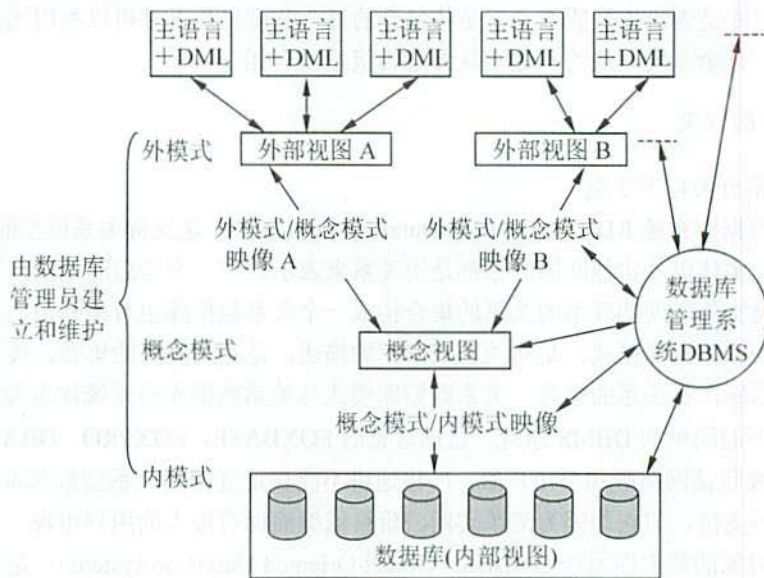 主语言
+DML
主语言
+DML
主语言
+DML
主语言
+DML
主语言
+DML
外模式
外部视图 A
外部视图 B
外模式/概念模式
映像 A
外模式/概念模式
映像 B
由数据库
管理员建
立和维护
数据库
管理系
统DBMS
概念模式
概念视图
概念模式/内模式映像
内模式
数据库(内部视图)